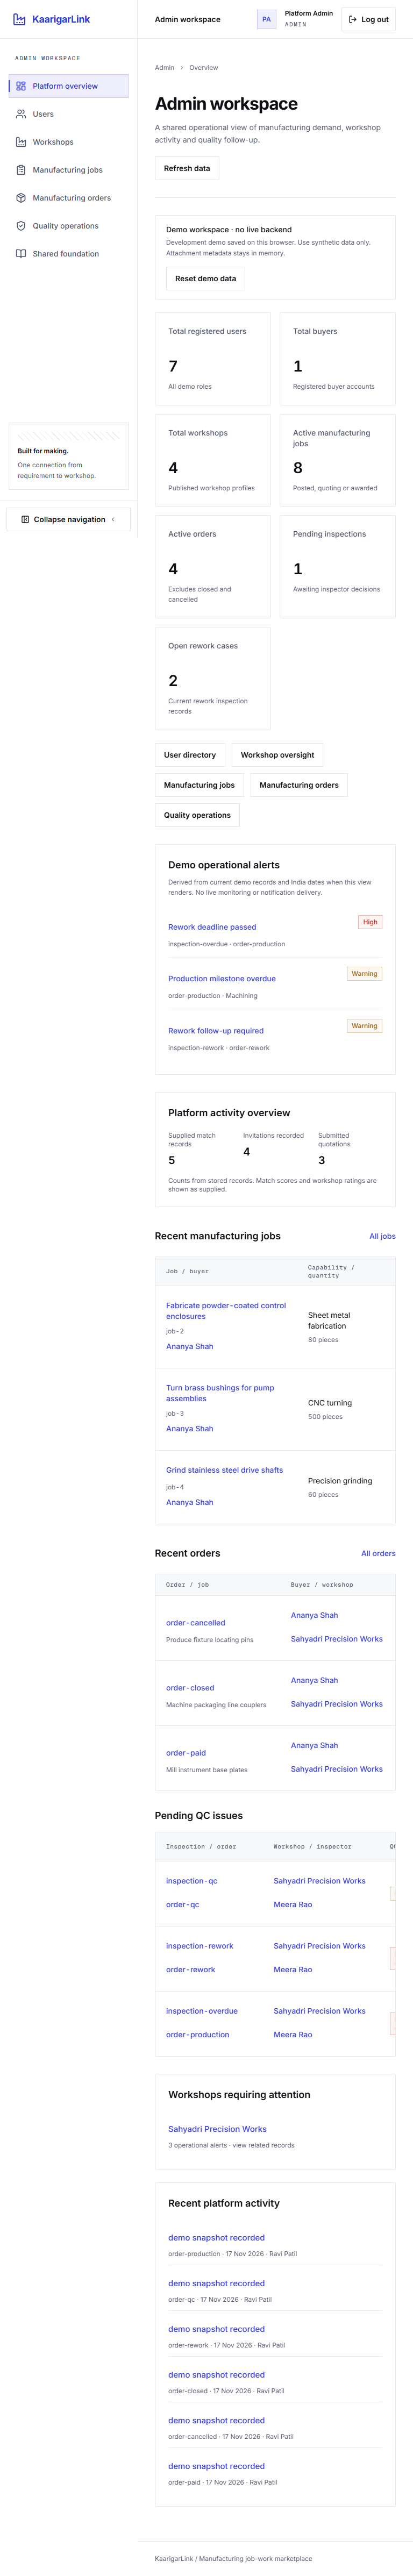 KaarigarLink
Admin workspace
PA
Platform Admin
ADMIN
Log out
ADMIN WORKSPACE
Platform overview
Users
Workshops
Manufacturing jobs
Manufacturing orders
Quality operations
Shared foundation
Built for making.
One connection from
requirement to workshop.
Collapse navigation
Admin > Overview
Admin workspace
A shared operational view of manufacturing demand, workshop
activity and quality follow-up.
Refresh data
Demo workspace · no live backend
Development demo saved on this browser. Use synthetic data only.
Attachment metadata stays in memory.
Reset demo data
Total registered users
7
All demo roles
Total buyers
1
Registered buyer accounts
Total workshops
4
Published workshop profiles
Active manufacturing
jobs
8
Posted, quoting or awarded
Active orders
4
Excludes closed and
cancelled
Pending inspections
1
Awaiting inspector decisions
Open rework cases
2
Current rework inspection
records
User directory
Workshop oversight
Manufacturing jobs
Manufacturing orders
Quality operations
Demo operational alerts
Derived from current demo records and India dates when this view
renders. No live monitoring or notification delivery.
Rework deadline passed
High
inspection-overdue · order-production
Production milestone overdue
Warning
order-production · Machining
Rework follow-up required
Warning
inspection-rework · order-rework
Platform activity overview
Supplied match
records
5
Invitations recorded
4
Submitted
quotations
3
Counts from stored records. Match scores and workshop ratings are
shown as supplied.
Recent manufacturing jobs
All jobs
Job / buyer
Capability /
quantity
Fabricate powder-coated control
enclosures
job-2
Ananya Shah
Sheet metal
fabrication
80 pieces
Turn brass bushings for pump
assemblies
job-3
Ananya Shah
CNC turning
500 pieces
Grind stainless steel drive shafts
job-4
Ananya Shah
Precision grinding
60 pieces
Recent orders
All orders
Order / job
Buyer / workshop
order-cancelled
Produce fixture locating pins
Ananya Shah
Sahyadri Precision Works
order-closed
Machine packaging line couplers
Ananya Shah
Sahyadri Precision Works
order-paid
Mill instrument base plates
Ananya Shah
Sahyadri Precision Works
Pending QC issues
Inspection / order
Workshop / inspector
inspection-qc
order-qc
Sahyadri Precision Works
Meera Rao
inspection-rework
order-rework
Sahyadri Precision Works
Meera Rao
inspection-overdue
order-production
Sahyadri Precision Works
Meera Rao
Workshops requiring attention
Sahyadri Precision Works
3 operational alerts · view related records
Recent platform activity
demo snapshot recorded
order-production · 17 Nov 2026 · Ravi Patil
demo snapshot recorded
order-qc · 17 Nov 2026 · Ravi Patil
demo snapshot recorded
order-rework · 17 Nov 2026 · Ravi Patil
demo snapshot recorded
order-closed · 17 Nov 2026 · Ravi Patil
demo snapshot recorded
order-cancelled · 17 Nov 2026 · Ravi Patil
demo snapshot recorded
order-paid · 17 Nov 2026 · Ravi Patil
KaarigarLink / Manufacturing job-work marketplace